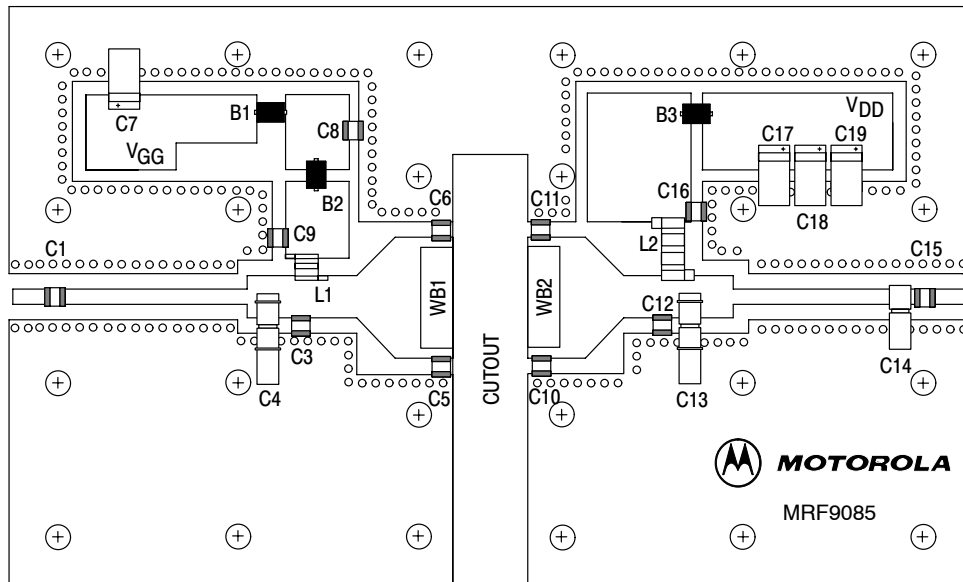 C7
VGG
B1
C8
B2
C6
C9
C1
L1
WB1
C3
C4
C5
CUTOUT
C11
WB2
C10
B3
VDD
C17
C19
C18
C16
L2
C15
C12
C13
C14
MOTOROLA
MRF9085